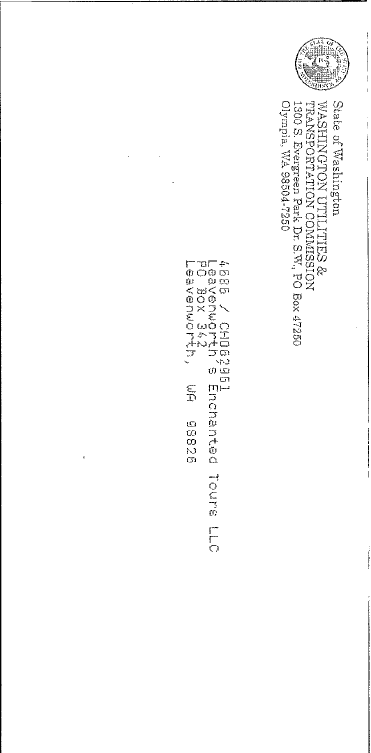 State of Washington
WASHINGTON UTILITIES &
TRANSPORTATION COMMISSION
1300 S. Evergreen Park Dr. S.W., PO Box 47250
Olympia, WA 98504-7250
4686 / CH062961
Leavenworth's Enchanted Tours LLC
PO Box 342
Leavenworth, WA 98826